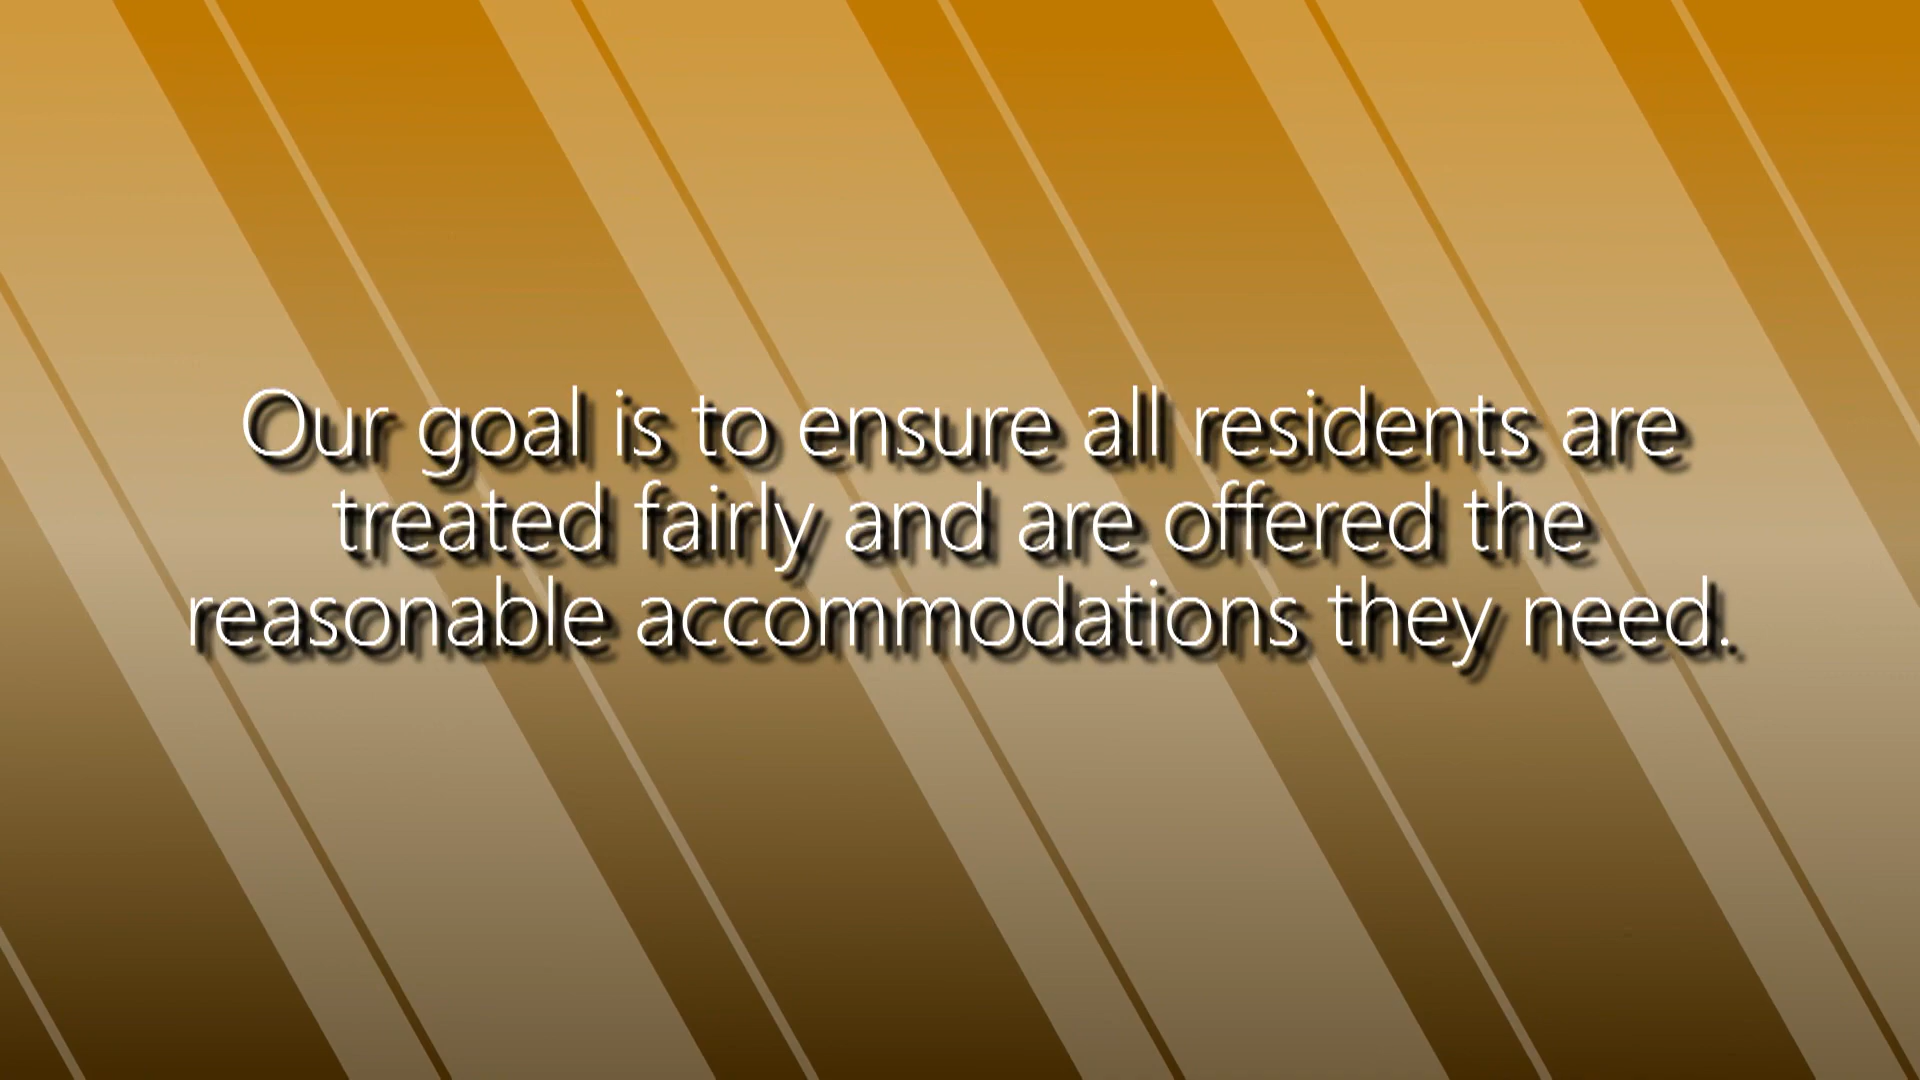 Our goal is to ensure all residents are
treated fairly and are offered the
reasonable accommodations they need.